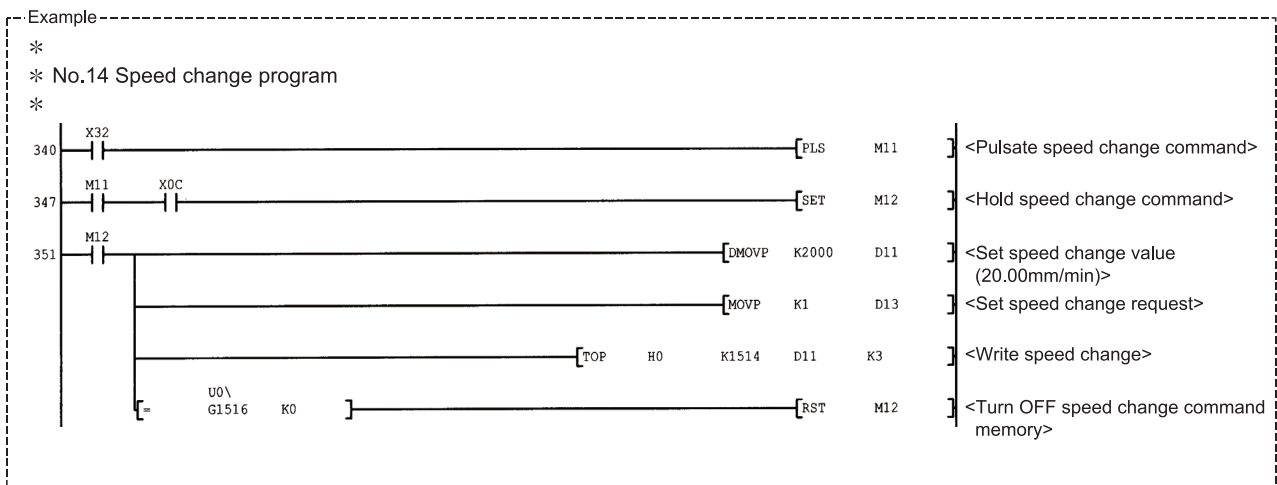 Example
*
* No.14 Speed change program
*
X32
340 [PLS M11 ] <Pulsate speed change command>
M11 X0C
347 [SET M12 ] <Hold speed change command>
M12
351 [DMOVP K2000 D11 ] <Set speed change value
(20.00mm/min)>
[MOVP K1 D13 ] <Set speed change request>
[TOP H0 K1514 D11 K3 ] <Write speed change>
U0\
[= G1516 K0 ] [RST M12 ] <Turn OFF speed change command
memory>